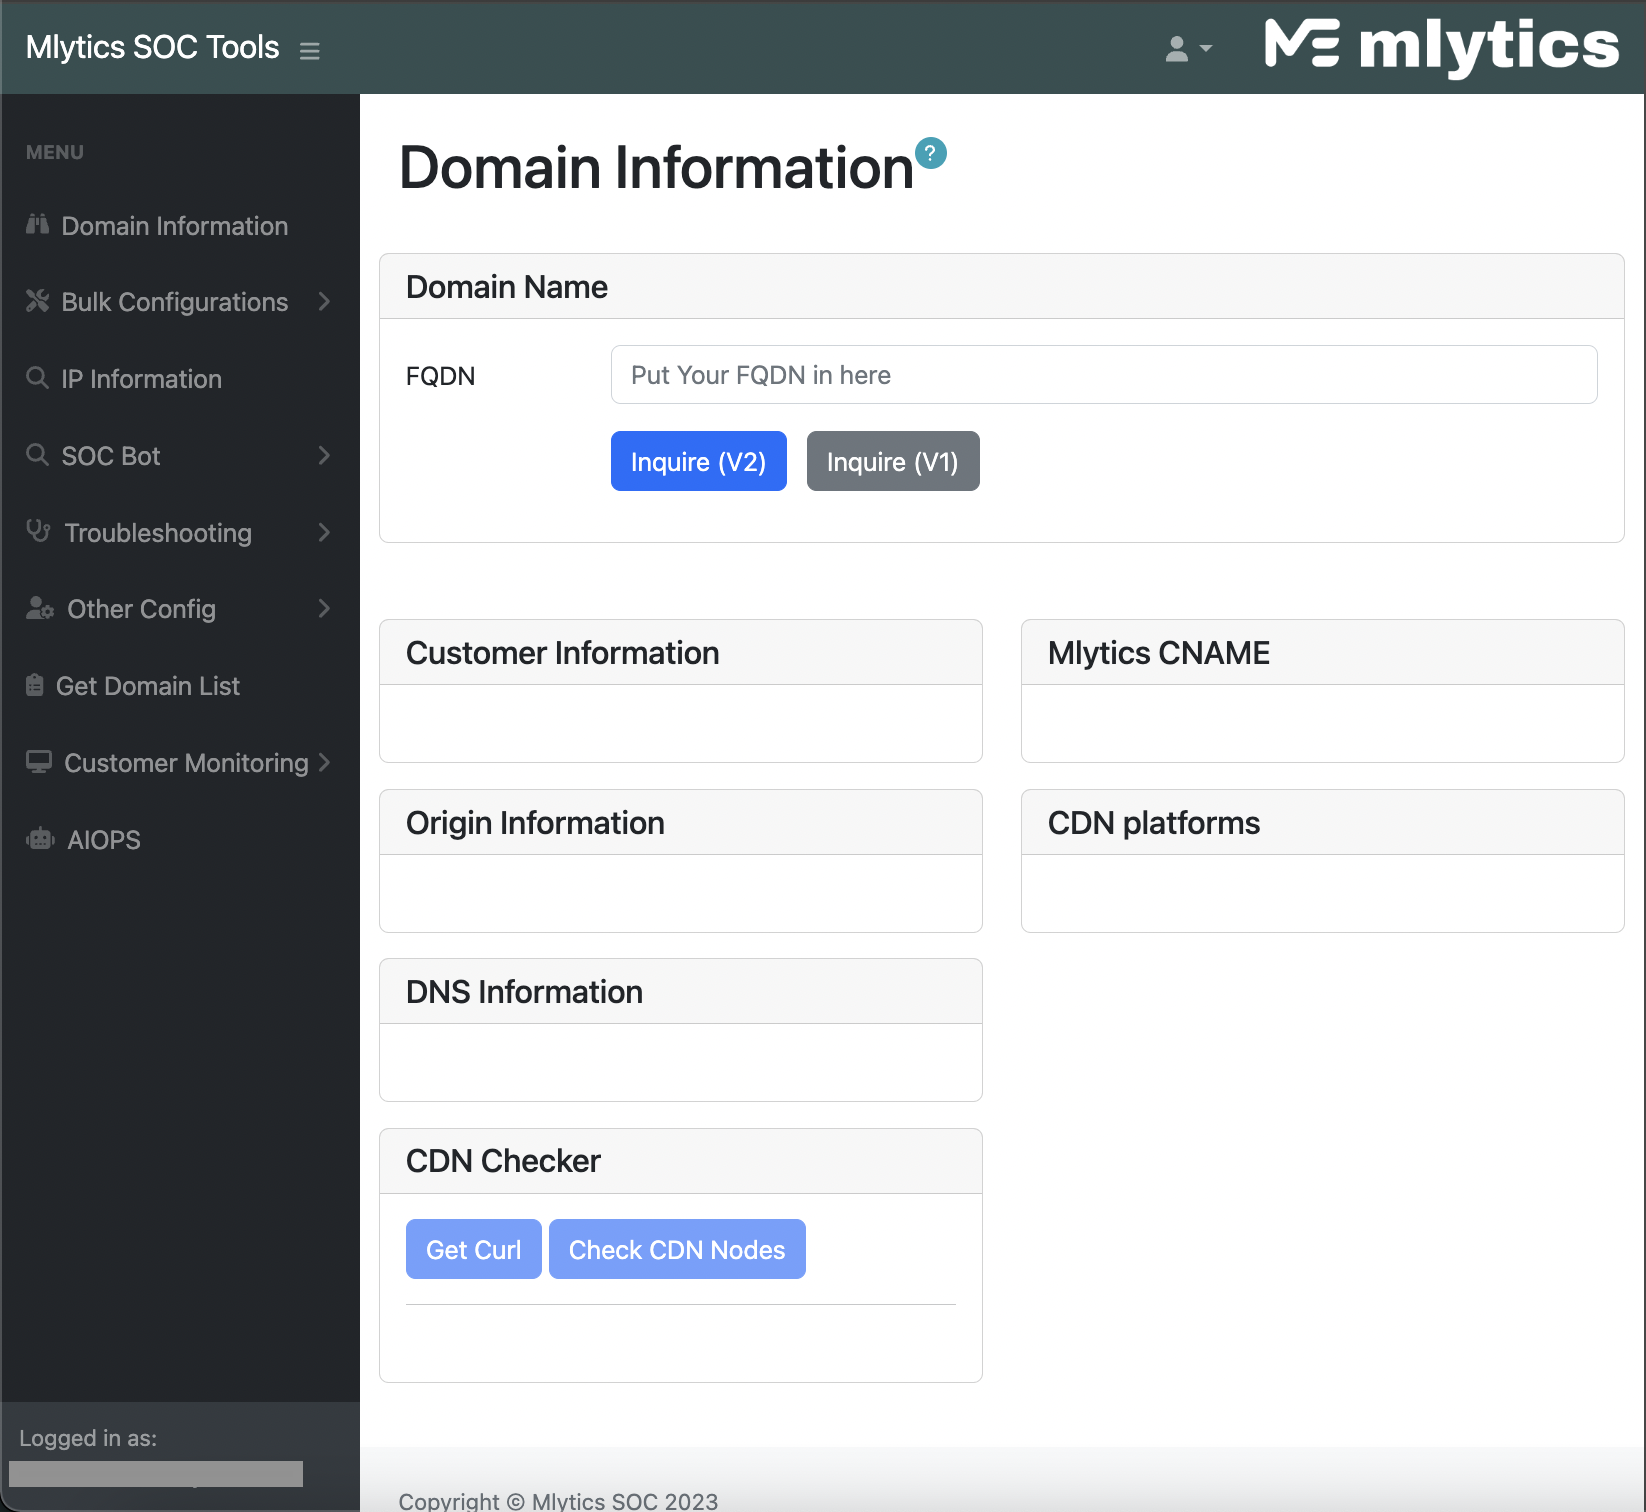 Mlytics SOC Tools
mlytics
MENU
Domain Information
Bulk Configurations
IP Information
SOC Bot
Troubleshooting
Other Config
Get Domain List
Customer Monitoring
AIOPS
Logged in as:
Domain Information
?
Domain Name
FQDN
Put Your FQDN in here
Inquire (V2)
Inquire (V1)
Customer Information
Mlytics CNAME
Origin Information
CDN platforms
DNS Information
CDN Checker
Get Curl
Check CDN Nodes
Copyright © Mlytics SOC 2023